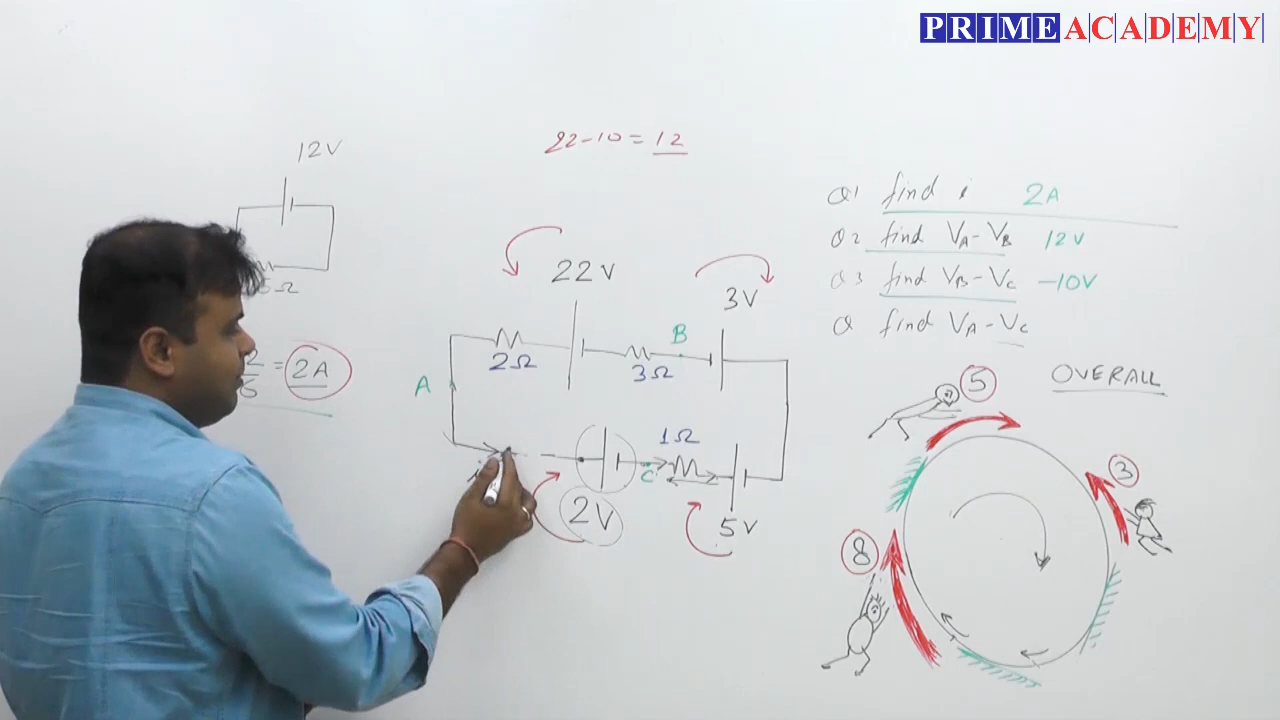 PRIME ACADEMY
22-10 = 12
12V
5Ω
= 2A
22V
3V
2Ω
3Ω
B
A
1Ω
C
i
2V
5V
Q1 find i 2A
Q2 find VA - VB 12V
Q3 find VB - VC -10V
Q find VA - VC
OVERALL
5
3
8